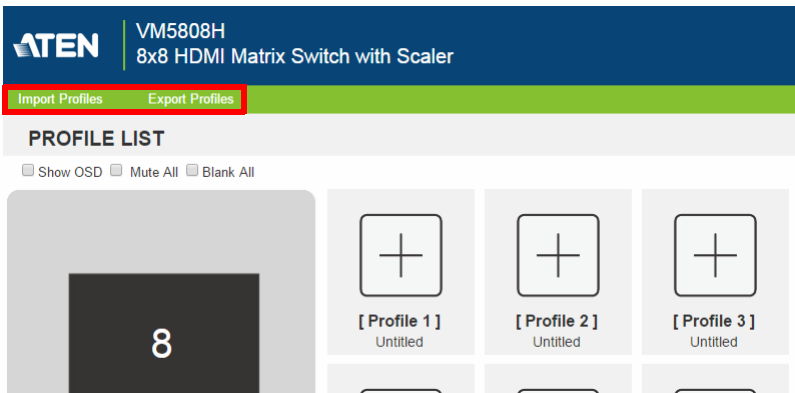 ATEN
VM5808H
8x8 HDMI Matrix Switch with Scaler
Import Profiles Export Profiles
PROFILE LIST
Show OSD Mute All Blank All
8
[ Profile 1 ] [ Profile 2 ] [ Profile 3 ]
Untitled Untitled Untitled